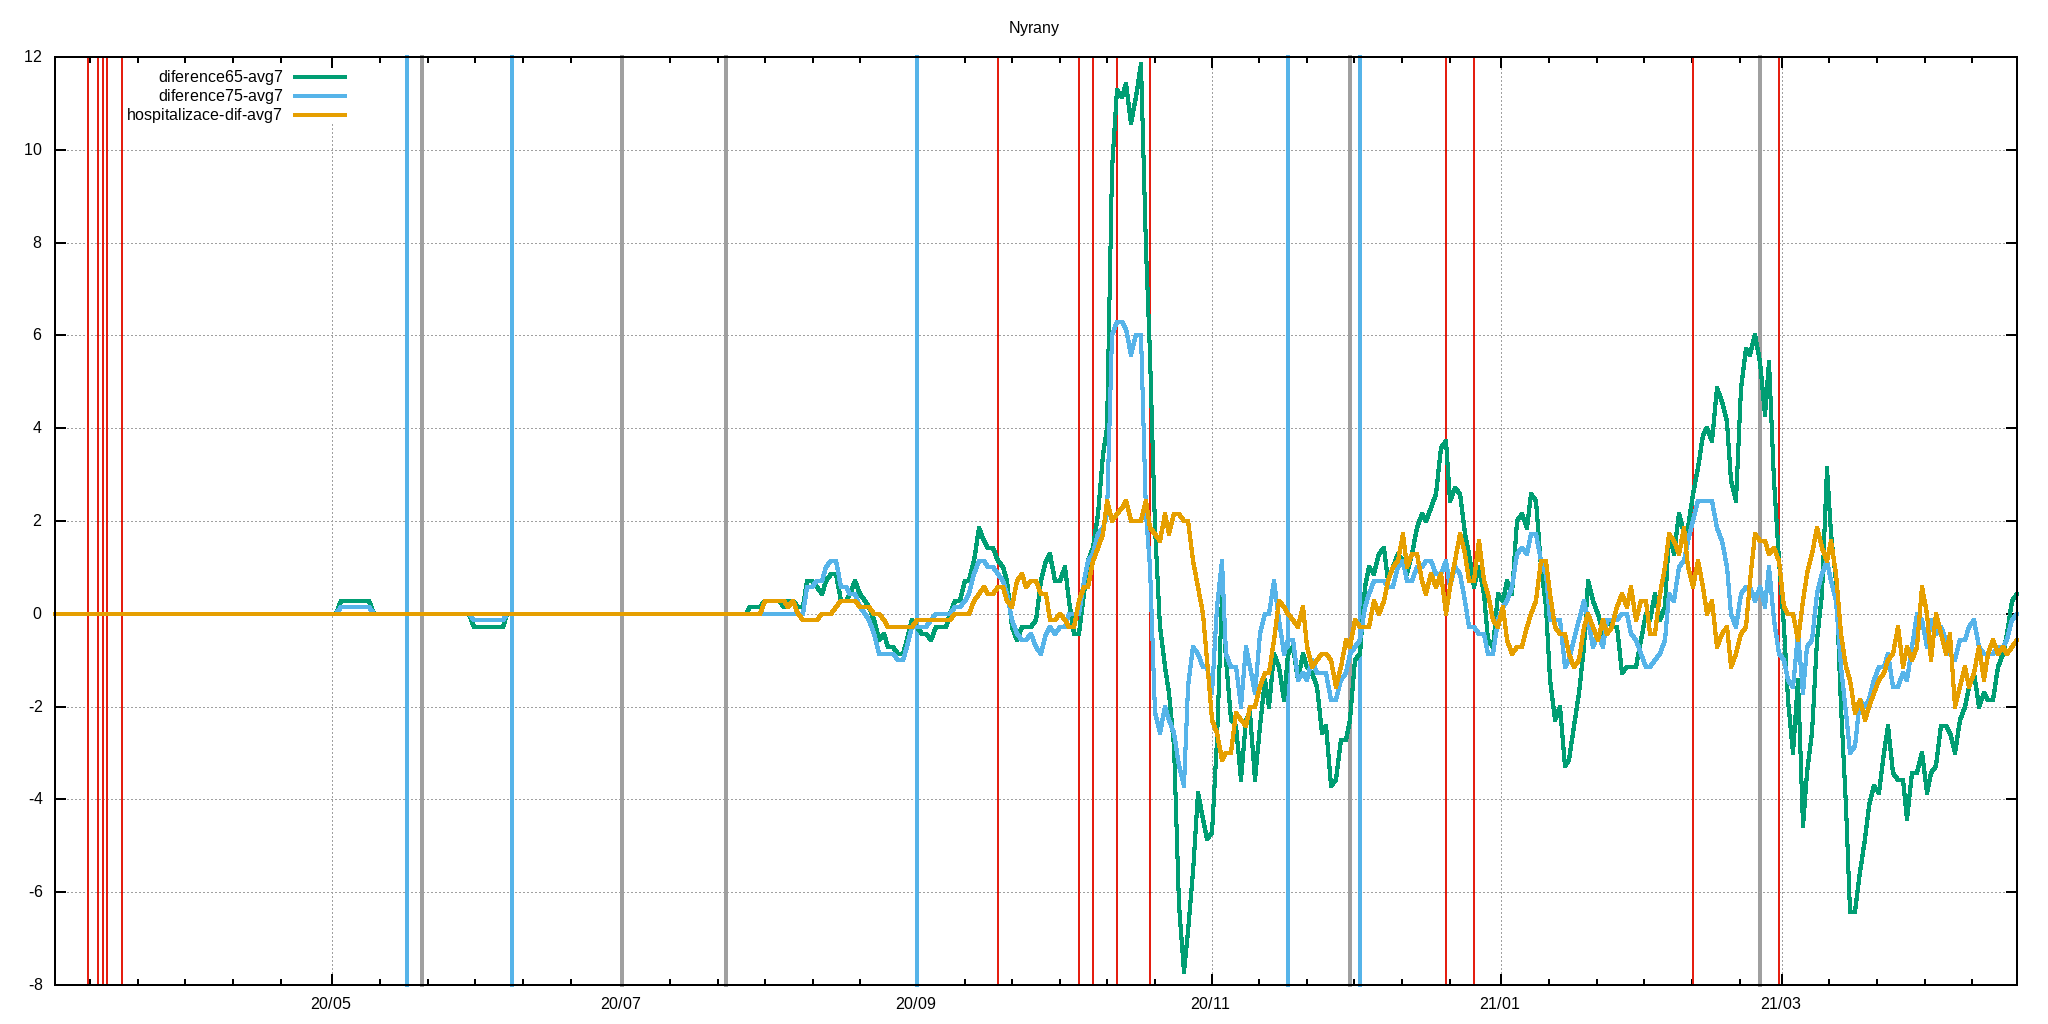 Nyrany
diference65-avg7
diference75-avg7
hospitalizace-dif-avg7
12
10
8
6
4
2
0
-2
-4
-6
-8
20/05 20/07 20/09 20/11 21/01 21/03